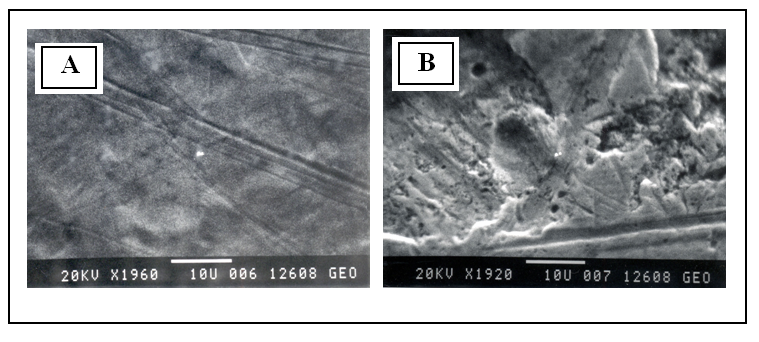 A
B
20KV X1960 10U 006 12608 GEO
20KV X1920 10U 007 12608 GEO